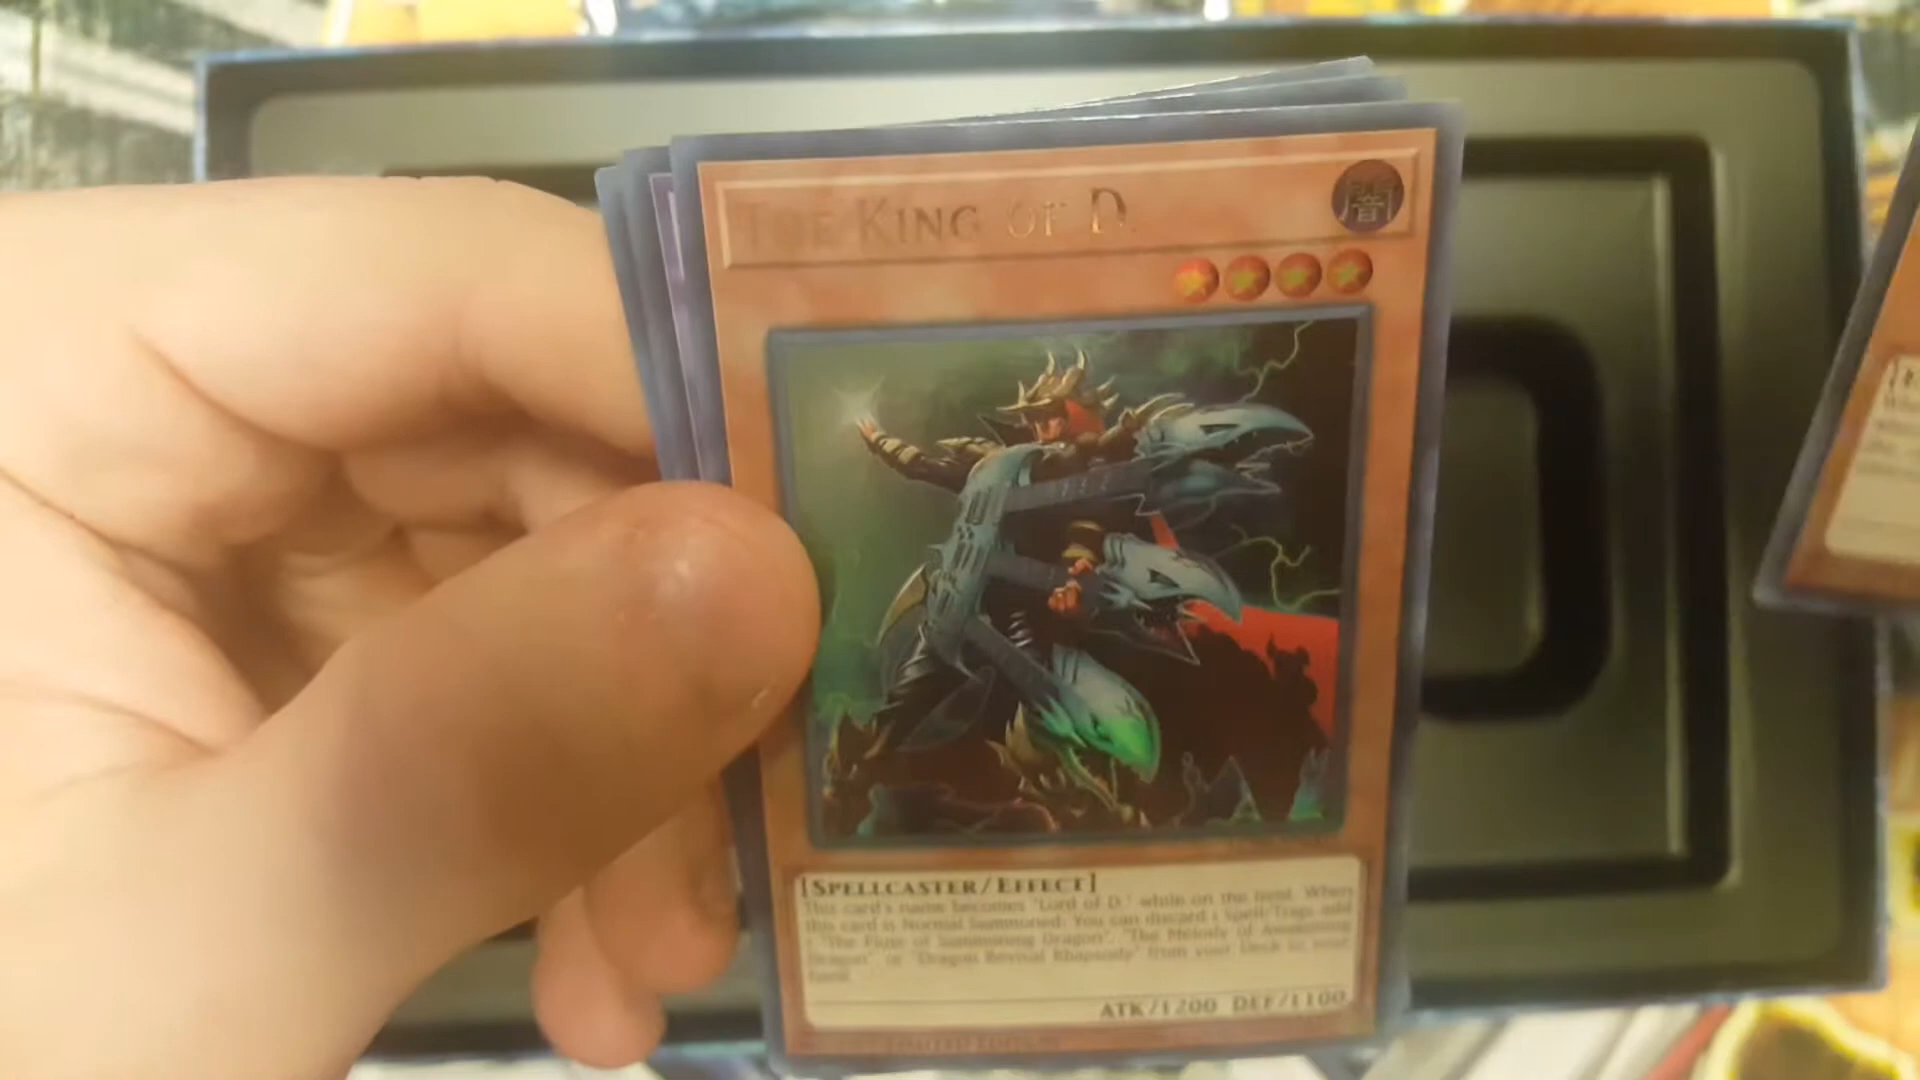 THE KING OF D.
闇
[SPELLCASTER/EFFECT]
This card's name becomes "Lord of D." while on the field. When
this card is Normal Summoned: You can discard 1 Spell/Trap; add
1 "The Flute of Summoning Dragon", "The Melody of Awakening
Dragon", or "Dragon Revival Rhapsody" from your Deck to your
hand.
ATK/1200 DEF/1100
LIMITED EDITION